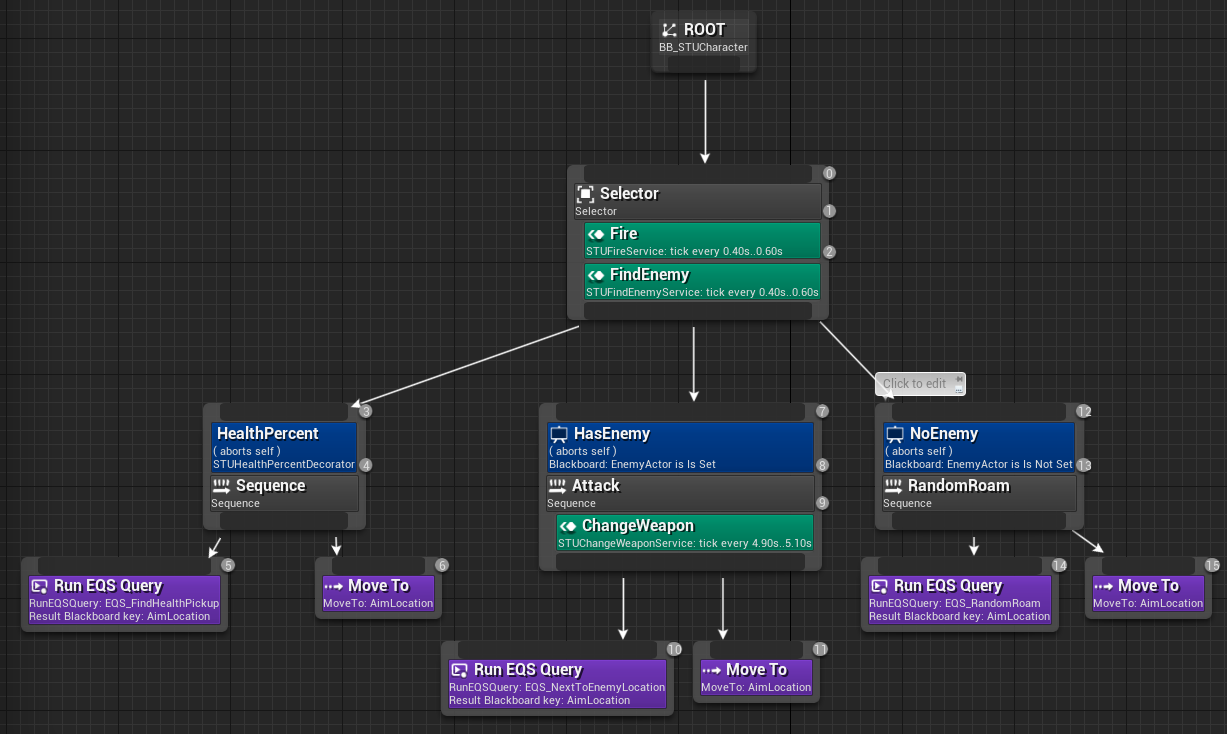 ROOT
BB_STUCharacter
0
Selector
Selector
1
Fire
STUFireService: tick every 0.40s..0.60s
2
FindEnemy
STUFindEnemyService: tick every 0.40s..0.60s
Click to edit
3
HealthPercent
( aborts self )
STUHealthPercentDecorator
4
Sequence
Sequence
7
HasEnemy
( aborts self )
Blackboard: EnemyActor is Is Set
8
Attack
Sequence
9
ChangeWeapon
STUChangeWeaponService: tick every 4.90s..5.10s
12
NoEnemy
( aborts self )
Blackboard: EnemyActor is Is Not Set
13
RandomRoam
Sequence
5
Run EQS Query
RunEQSQuery: EQS_FindHealthPickup
Result Blackboard key: AimLocation
6
Move To
MoveTo: AimLocation
14
Run EQS Query
RunEQSQuery: EQS_RandomRoam
Result Blackboard key: AimLocation
15
Move To
MoveTo: AimLocation
10
Run EQS Query
RunEQSQuery: EQS_NextToEnemyLocation
Result Blackboard key: AimLocation
11
Move To
MoveTo: AimLocation